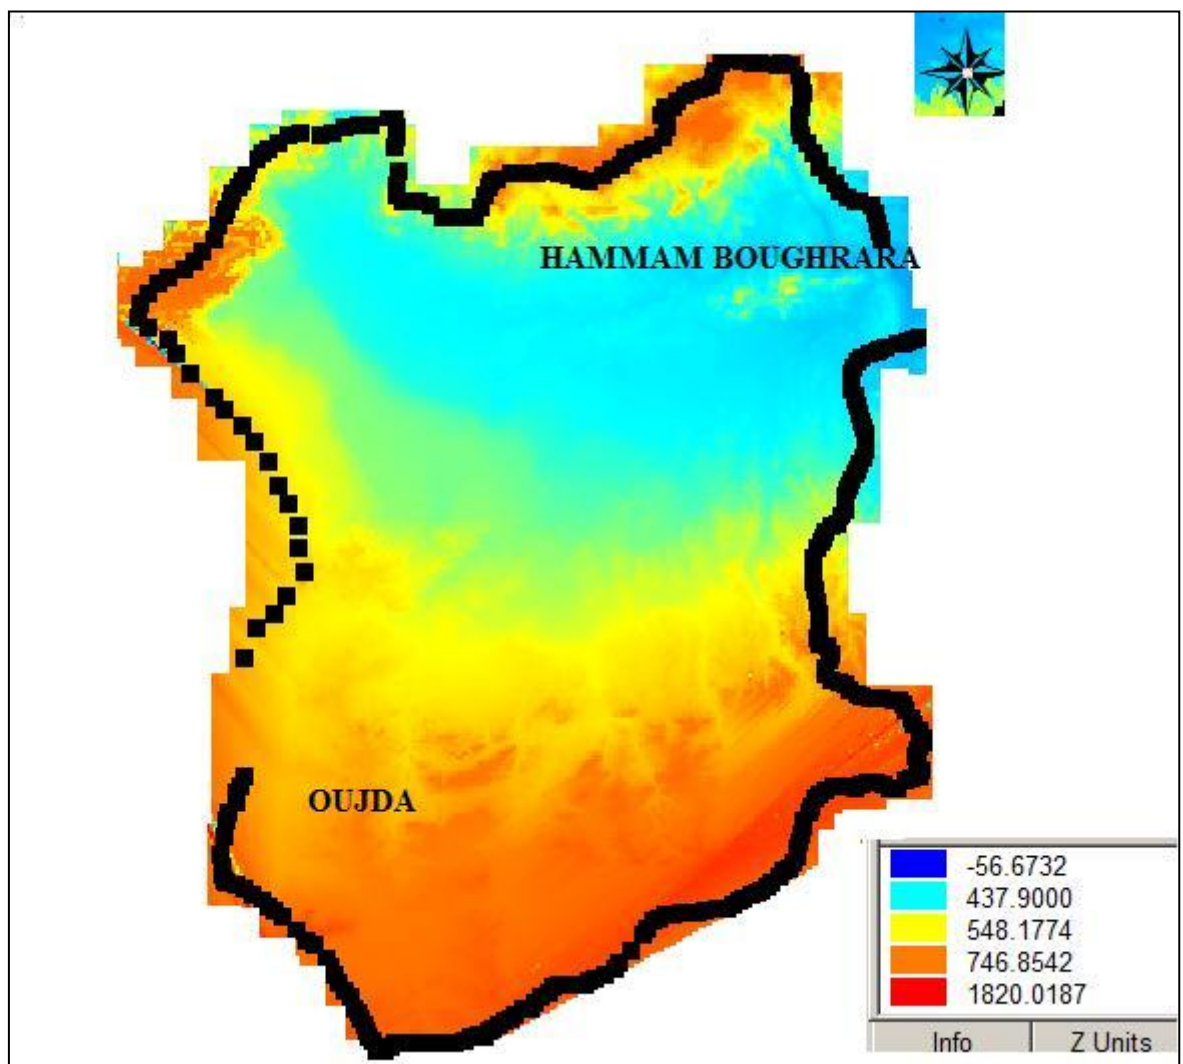 HAMMAM BOUGHRARA
OUJDA
-56.6732
437.9000
548.1774
746.8542
1820.0187
Info
Z Units